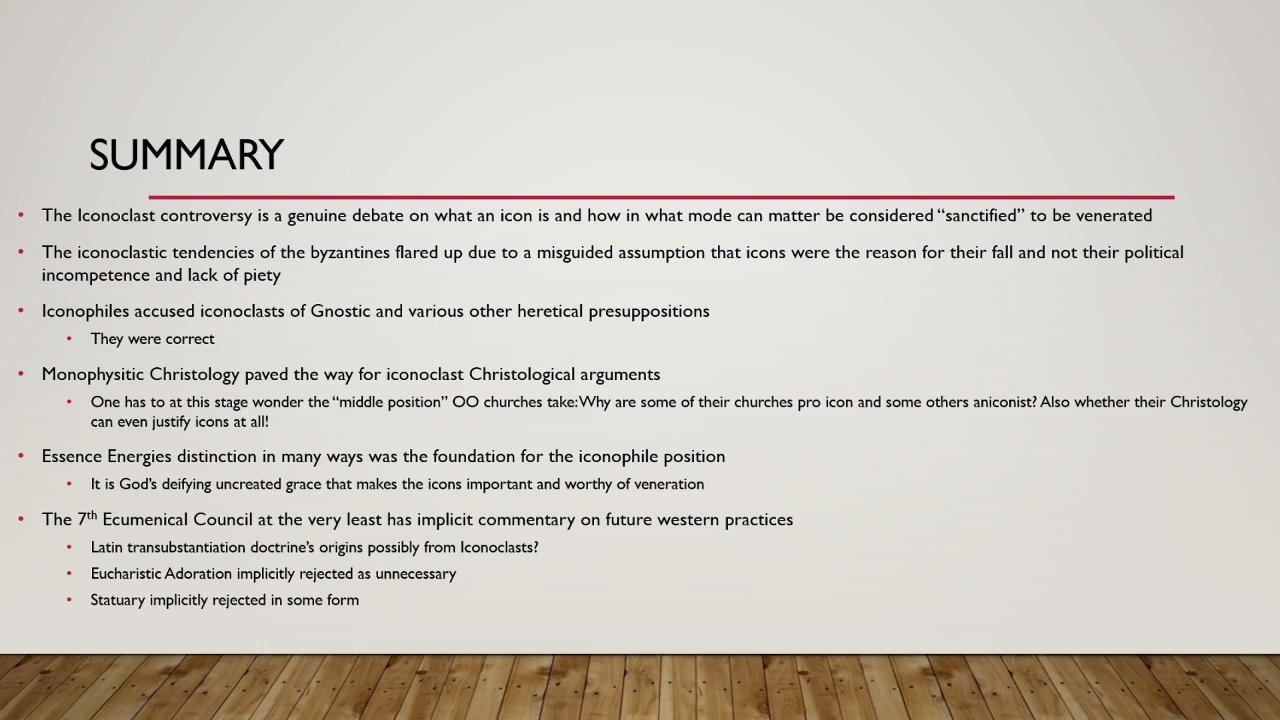 SUMMARY
• The Iconoclast controversy is a genuine debate on what an icon is and how in what mode can matter be considered “sanctified” to be venerated
• The iconoclastic tendencies of the byzantines flared up due to a misguided assumption that icons were the reason for their fall and not their political
incompetence and lack of piety
• Iconophiles accused iconoclasts of Gnostic and various other heretical presuppositions
• They were correct
• Monophysitic Christology paved the way for iconoclast Christological arguments
• One has to at this stage wonder the “middle position” OO churches take: Why are some of their churches pro icon and some others aniconist? Also whether their Christology
can even justify icons at all!
• Essence Energies distinction in many ways was the foundation for the iconophile position
• It is God’s deifying uncreated grace that makes the icons important and worthy of veneration
• The 7th Ecumenical Council at the very least has implicit commentary on future western practices
• Latin transubstantiation doctrine’s origins possibly from Iconoclasts?
• Eucharistic Adoration implicitly rejected as unnecessary
• Statuary implicitly rejected in some form